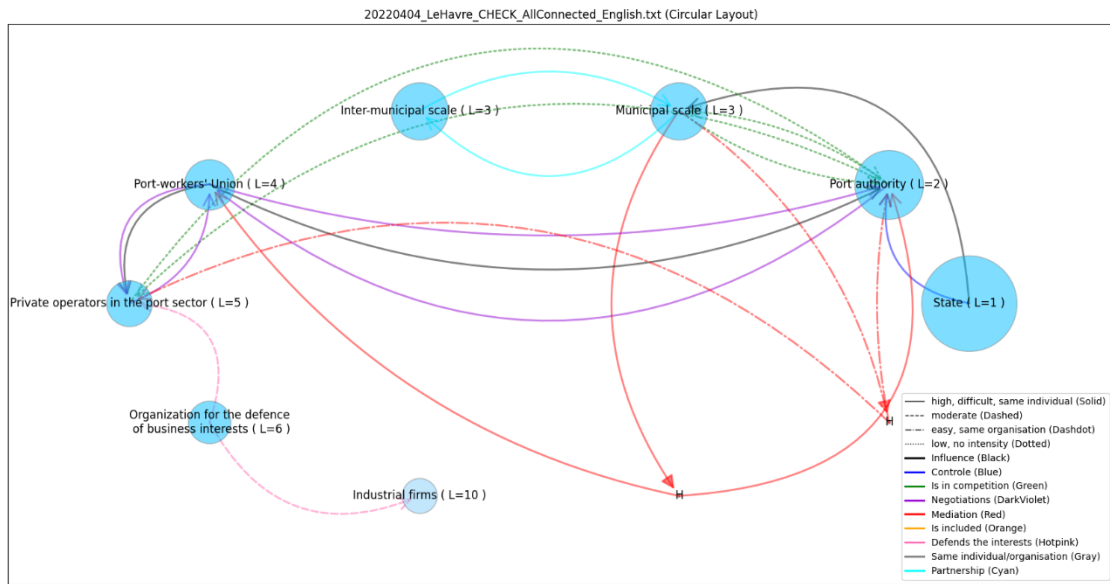 20220404_LeHavre_CHECK_AllConnected_English.txt (Circular Layout)
Inter-municipal scale ( L=3 )
Municipal scale ( L=3 )
Port-workers' Union ( L=4 )
Port authority ( L=2 )
Private operators in the port sector ( L=5 )
State ( L=1 )
Organization for the defence
of business interests ( L=6 )
H
Industrial firms ( L=10 )
H
high, difficult, same individual (Solid)
moderate (Dashed)
easy, same organisation (Dashdot)
low, no intensity (Dotted)
Influence (Black)
Controle (Blue)
Is in competition (Green)
Negotiations (DarkViolet)
Mediation (Red)
Is included (Orange)
Defends the interests (Hotpink)
Same individual/organisation (Gray)
Partnership (Cyan)